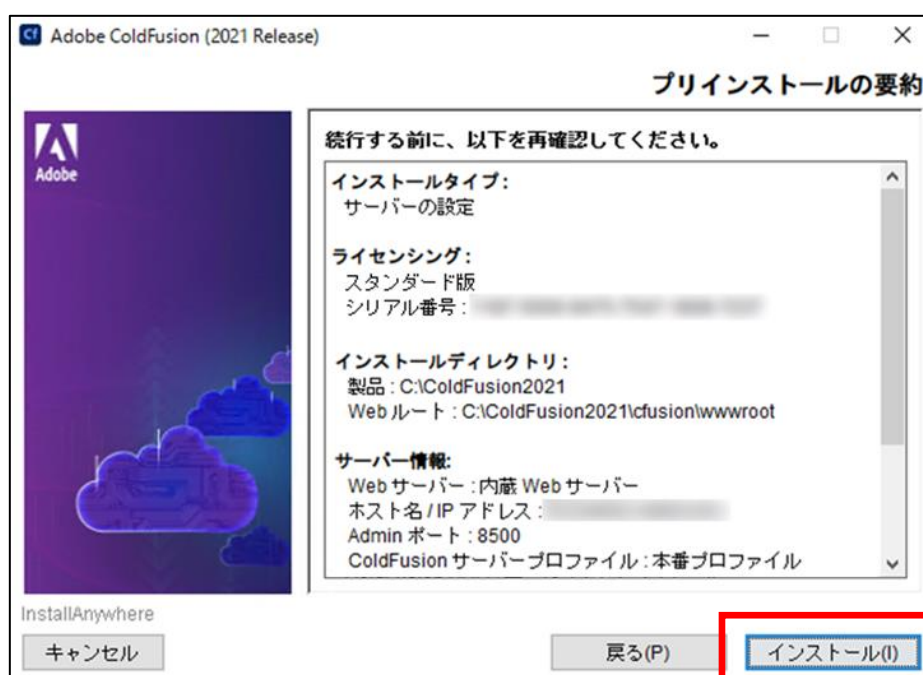 Adobe ColdFusion (2021 Release)
プリインストールの要約
Adobe
続行する前に、以下を再確認してください。
インストールタイプ :
サーバーの設定
ライセンシング :
スタンダード版
シリアル番号 :
インストールディレクトリ :
製品 : C:\ColdFusion2021
Web ルート : C:\ColdFusion2021\cfusion\wwwroot
サーバー情報:
Web サーバー : 内蔵 Web サーバー
ホスト名 / IP アドレス :
Admin ポート : 8500
ColdFusion サーバープロファイル : 本番プロファイル
InstallAnywhere
キャンセル
戻る(P)
インストール(I)